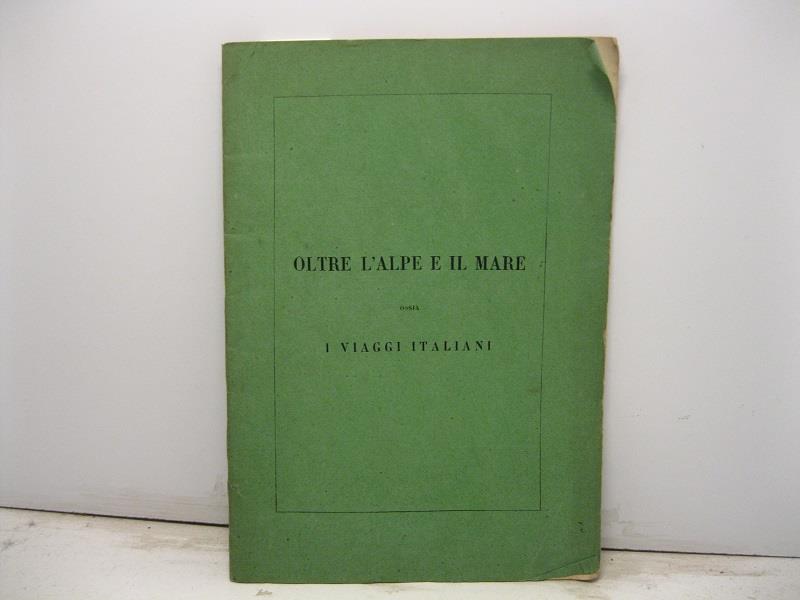 OLTRE L'ALPE E IL MARE
OSSIA
I VIAGGI ITALIANI